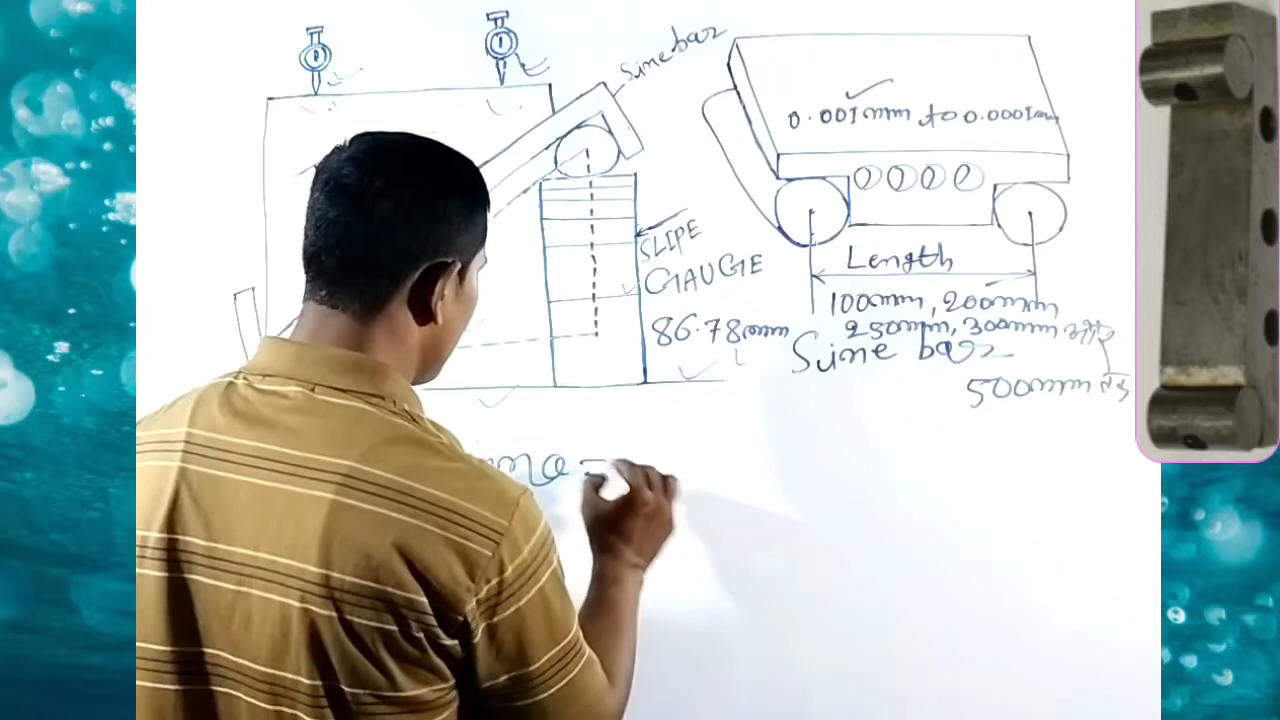 Sine bar
0.001mm to 0.0001mm
SLIPE
GAUGE
86.78mm
Length
100mm, 200mm
250mm, 300mm और
Sine bar
500mm